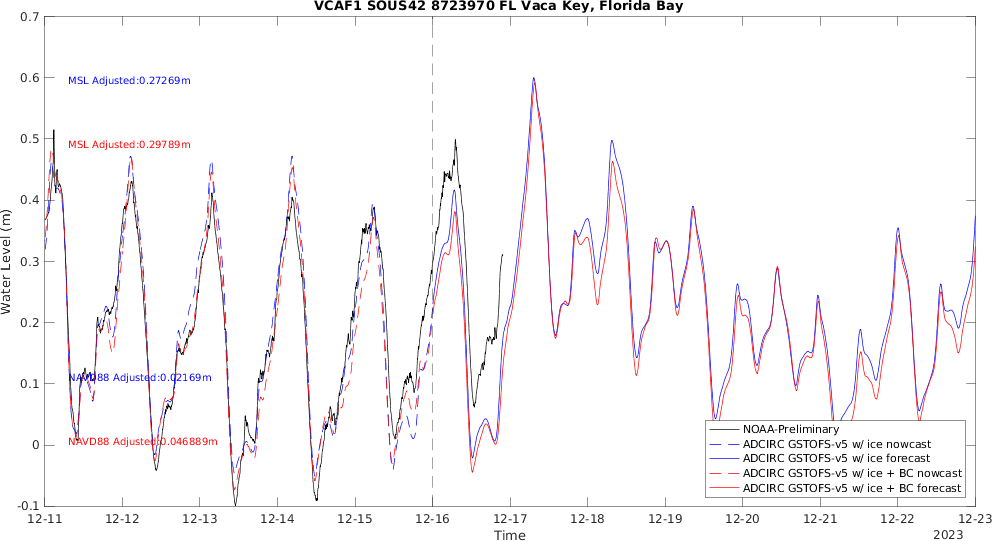 VCAF1 SOUS42 8723970 FL Vaca Key, Florida Bay
0.7
0.6
0.5
0.4
0.3
0.2
0.1
0
-0.1
Water Level (m)
MSL Adjusted:0.27269m
MSL Adjusted:0.29789m
NAVD88 Adjusted:0.02169m
NAVD88 Adjusted:0.046889m
NOAA-Preliminary
ADCIRC GSTOFS-v5 w/ ice nowcast
ADCIRC GSTOFS-v5 w/ ice forecast
ADCIRC GSTOFS-v5 w/ ice + BC nowcast
ADCIRC GSTOFS-v5 w/ ice + BC forecast
12-11 12-12 12-13 12-14 12-15 12-16 12-17 12-18 12-19 12-20 12-21 12-22 12-23
Time
2023